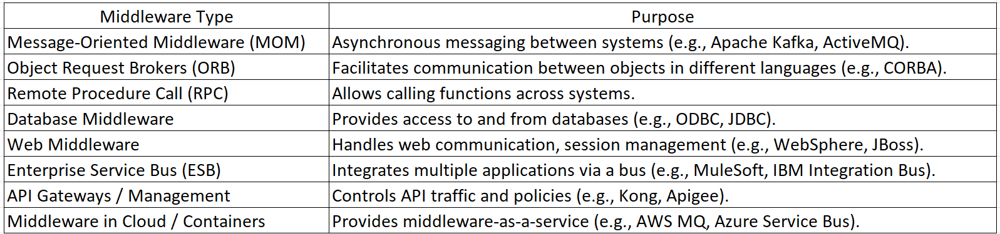 Middleware Type Purpose
Message-Oriented Middleware (MOM) Asynchronous messaging between systems (e.g., Apache Kafka, ActiveMQ).
Object Request Brokers (ORB) Facilitates communication between objects in different languages (e.g., CORBA).
Remote Procedure Call (RPC) Allows calling functions across systems.
Database Middleware Provides access to and from databases (e.g., ODBC, JDBC).
Web Middleware Handles web communication, session management (e.g., WebSphere, JBoss).
Enterprise Service Bus (ESB) Integrates multiple applications via a bus (e.g., MuleSoft, IBM Integration Bus).
API Gateways / Management Controls API traffic and policies (e.g., Kong, Apigee).
Middleware in Cloud / Containers Provides middleware-as-a-service (e.g., AWS MQ, Azure Service Bus).